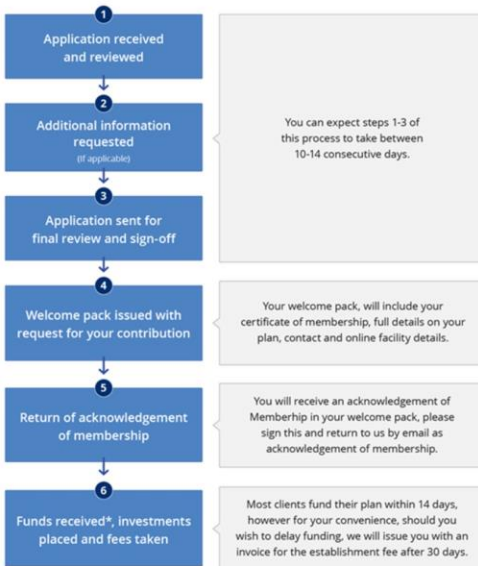 1
Application received
and reviewed
2
Additional information
requested
(If applicable)
3
Application sent for
final review and sign-off
You can expect steps 1-3 of
this process to take between
10-14 consecutive days.
4
Welcome pack issued with
request for your contribution
Your welcome pack, will include your
certificate of membership, full details on your
plan, contact and online facility details.
5
Return of acknowledgement
of membership
You will receive an acknowledgement of
Memberhip in your welcome pack, please
sign this and return to us by email as
acknowledgement of membership.
6
Funds received*, investments
placed and fees taken
Most clients fund their plan within 14 days,
however for your convenience, should you
wish to delay funding, we will issue you with an
invoice for the establishment fee after 30 days.